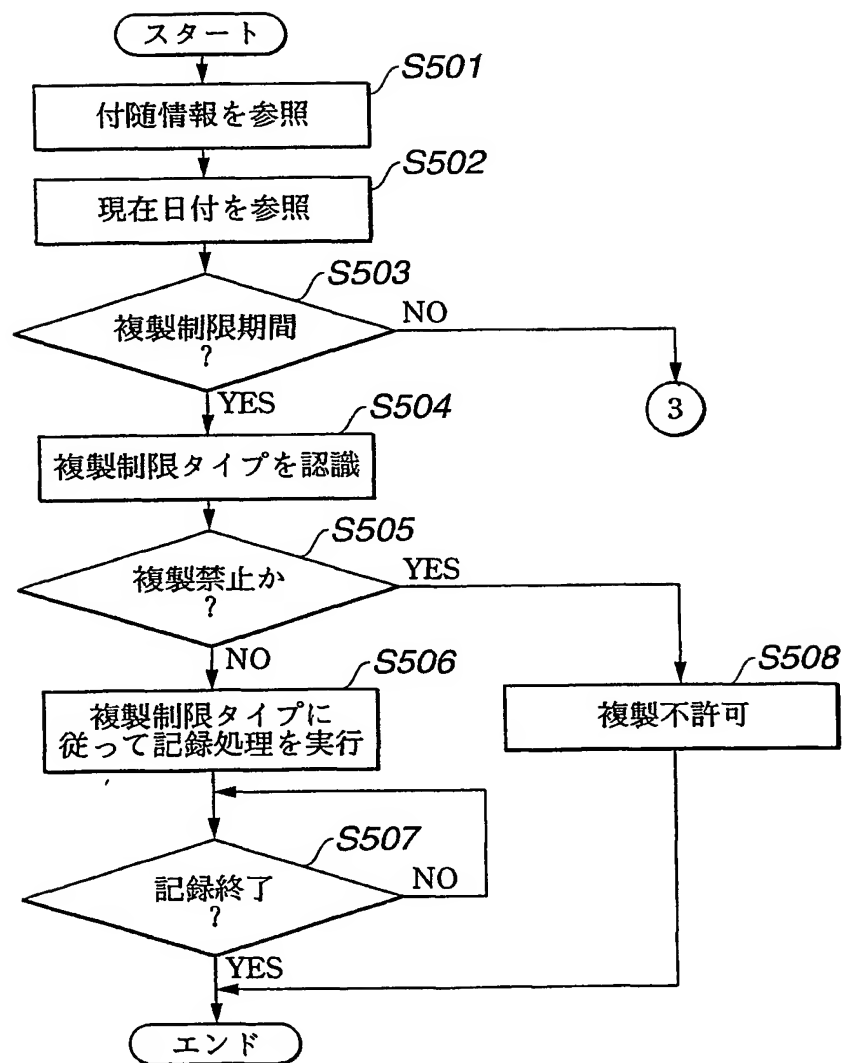 スタート
S501
付随情報を参照
S502
現在日付を参照
S503
複製制限期間
?
NO
YES
3
S504
複製制限タイプを認識
S505
複製禁止か
?
YES
NO
S506
複製制限タイプに
従って記録処理を実行
S508
複製不許可
S507
記録終了
?
NO
YES
エンド